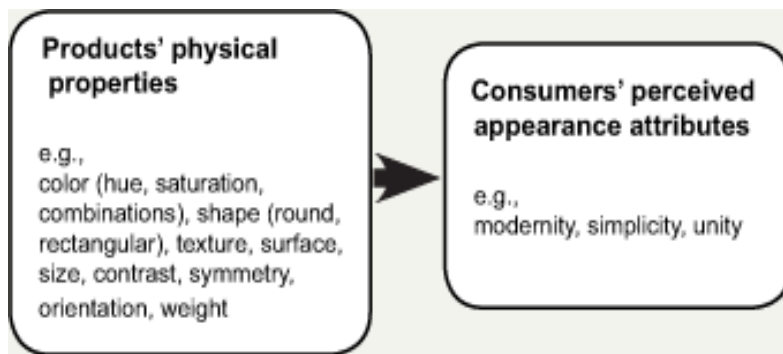 Products’ physical
properties
e.g.,
color (hue, saturation,
combinations), shape (round,
rectangular), texture, surface,
size, contrast, symmetry,
orientation, weight
Consumers’ perceived
appearance attributes
e.g.,
modernity, simplicity, unity